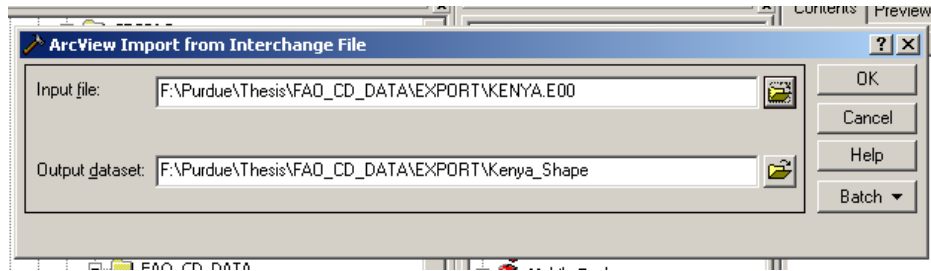 Contents Preview
ArcView Import from Interchange File
Input file: F:\Purdue\Thesis\FAO_CD_DATA\EXPORT\KENYA.E00
OK
Cancel
Output dataset: F:\Purdue\Thesis\FAO_CD_DATA\EXPORT\Kenya_Shape
Help
Batch
FAO_CD_DATA